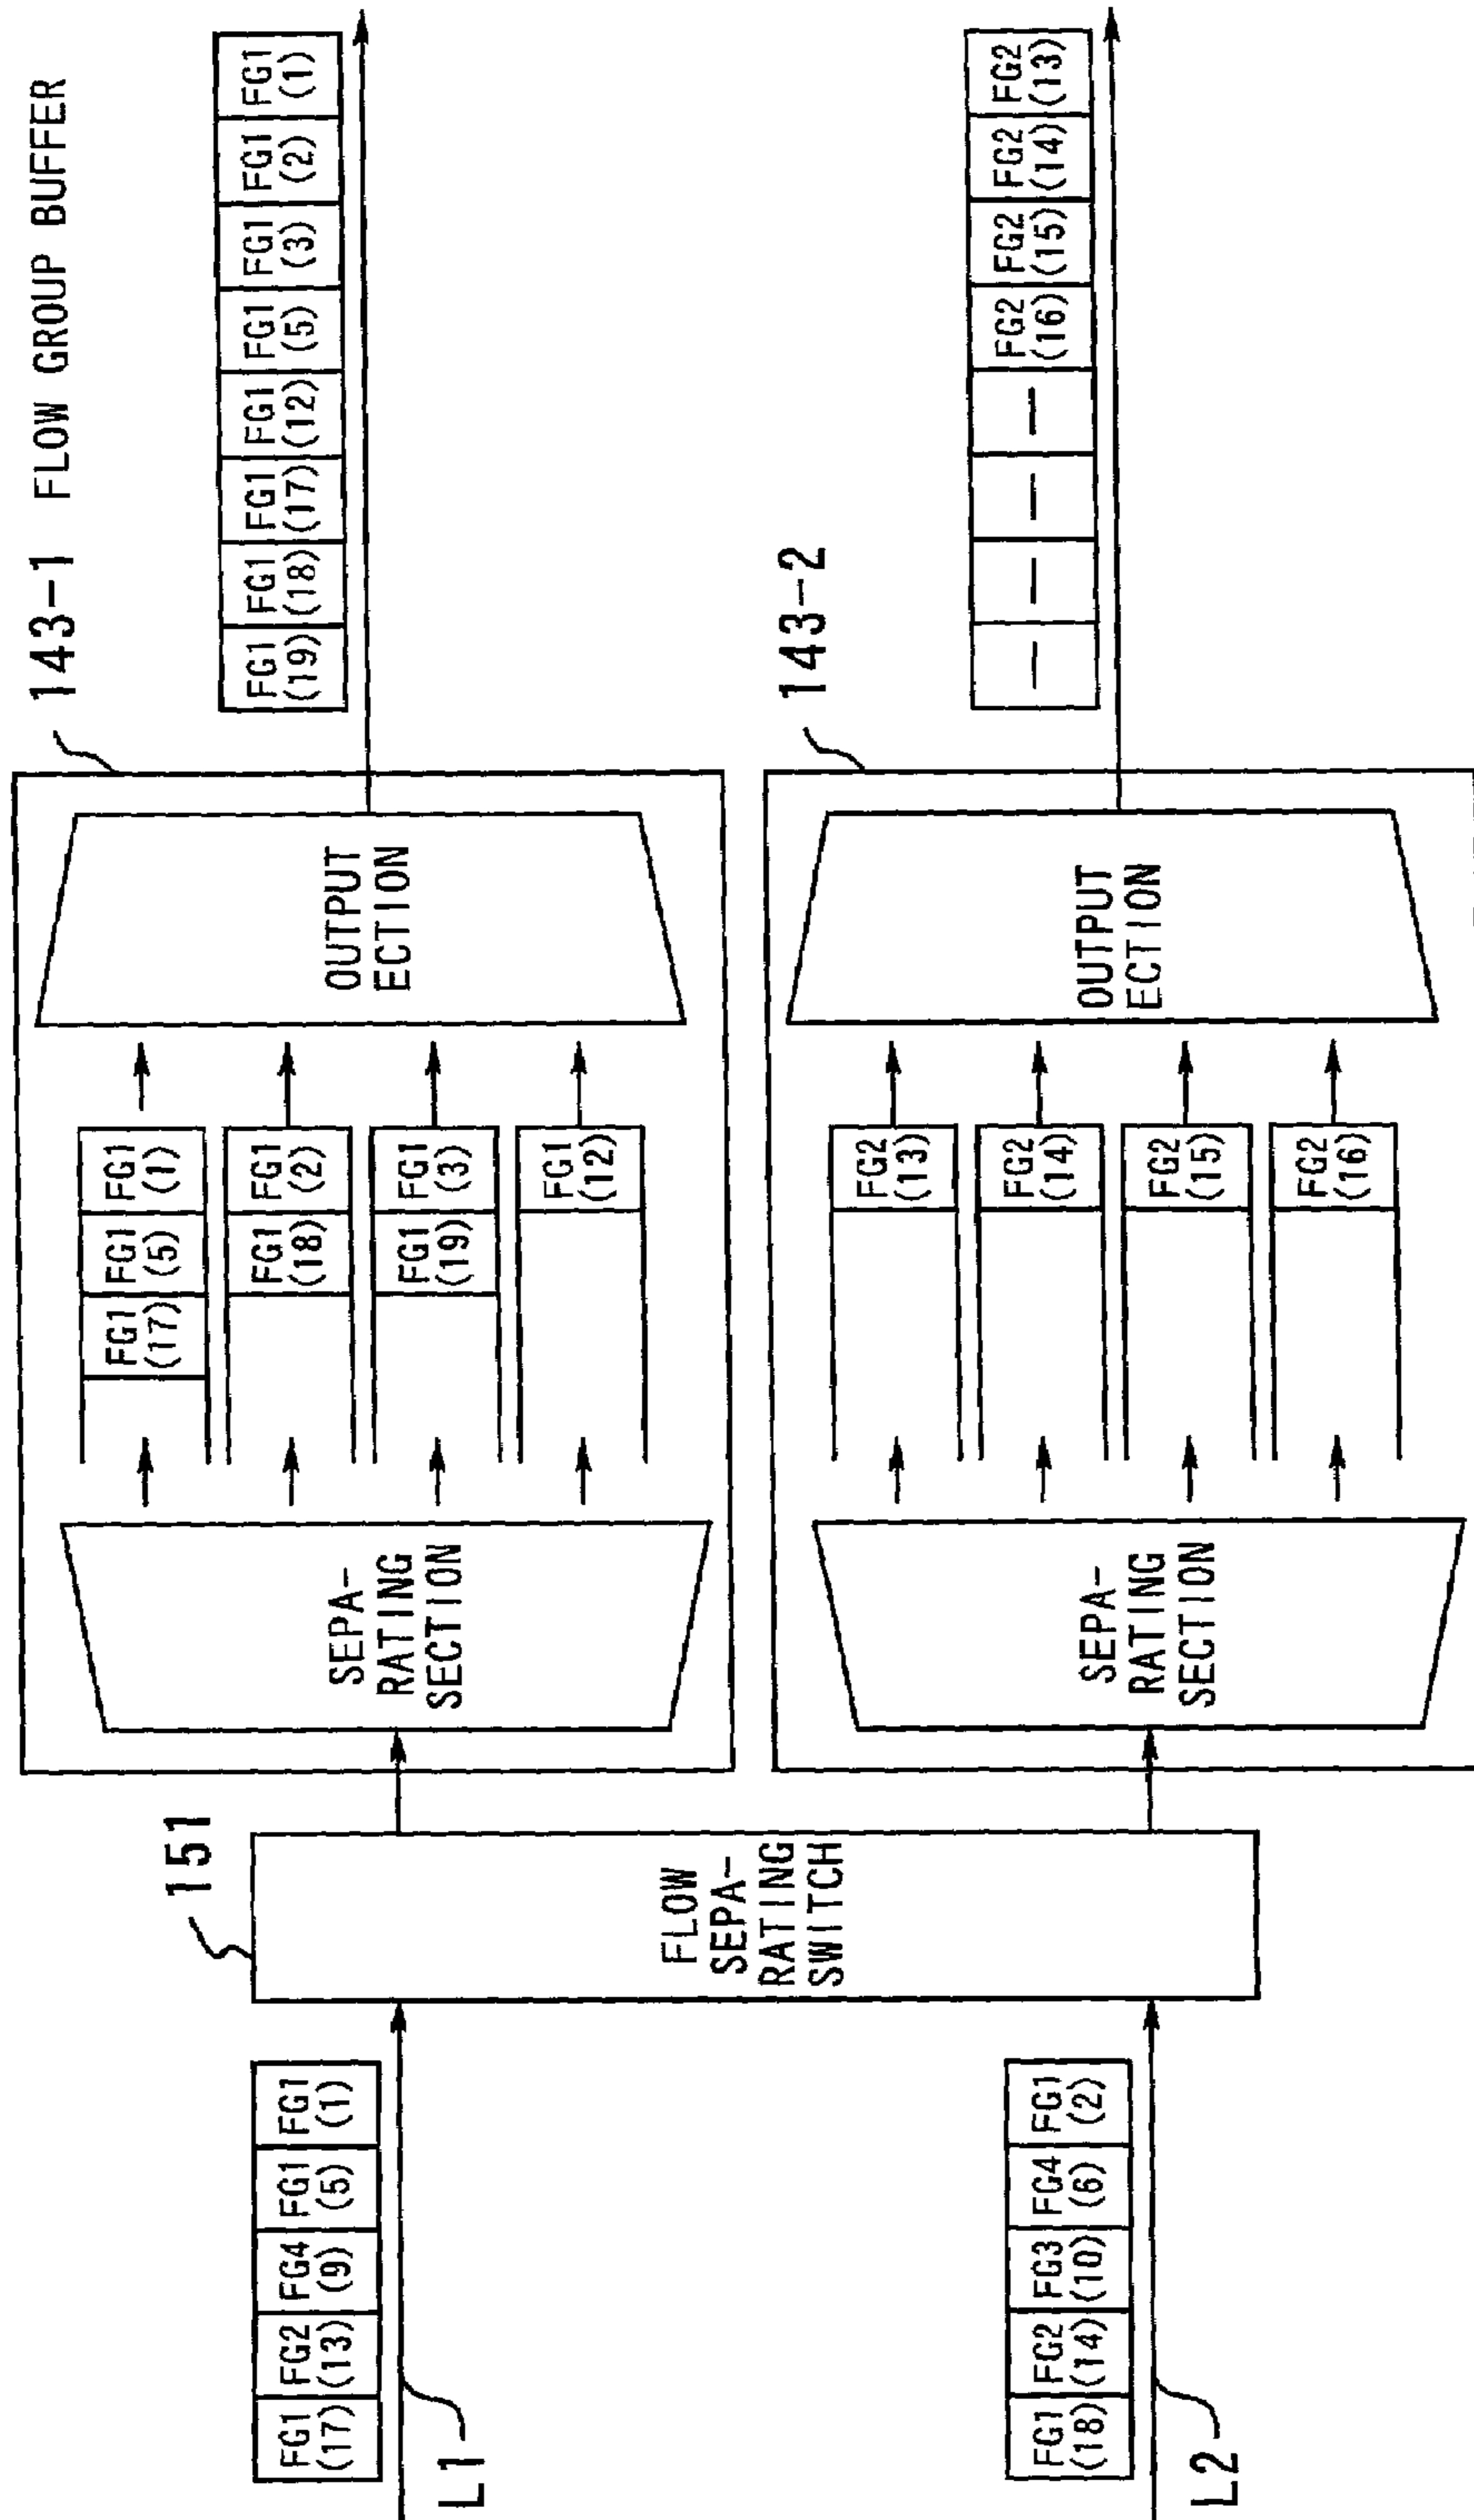 143-1 FLOW GROUP BUFFER
FG1 (19)
FG1 (18)
FG1 (17)
FG1 (12)
FG1 (5)
FG1 (3)
FG1 (2)
FG1 (1)
151
FG1 (17)
FG2 (13)
FG4 (9)
FG1 (5)
FG1 (1)
L1
FLOW
SEPA-
RATING
SWITCH
SEPA-
RATING
SECTION
FG1 (17)
FG1 (5)
FG1 (1)
FG1 (18)
FG1 (2)
FG1 (19)
FG1 (3)
FG1 (12)
OUTPUT
ECTION
143-2
—
—
—
—
FG2 (16)
FG2 (15)
FG2 (14)
FG2 (13)
FG1 (18)
FG2 (14)
FG3 (10)
FG4 (6)
FG1 (2)
L2
SEPA-
RATING
SECTION
FG2 (13)
FG2 (14)
FG2 (15)
FG2 (16)
OUTPUT
ECTION